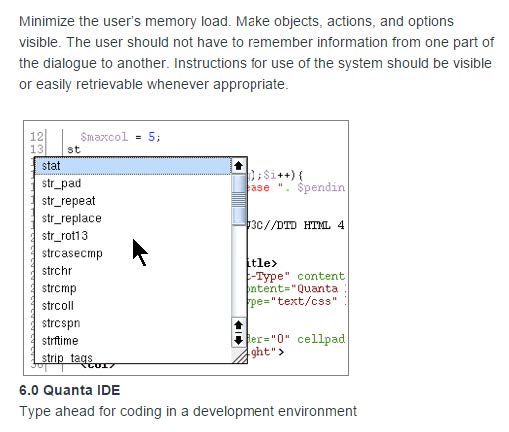 Minimize the user's memory load. Make objects, actions, and options
visible. The user should not have to remember information from one part of
the dialogue to another. Instructions for use of the system should be visible
or easily retrievable whenever appropriate.
12 $maxcol = 5;
13 st
stat
str_pad );$i++){
str_repeat ease ". $pendin
str_replace
str_rot13 W3C//DTD HTML 4
strcasecmp
strchr itle>
strcmp t-Type" content
strcoll ontent="Quanta
strcspn ype="text/css"
strftime der="0" cellpad
strip_tags ght">
6.0 Quanta IDE
Type ahead for coding in a development environment